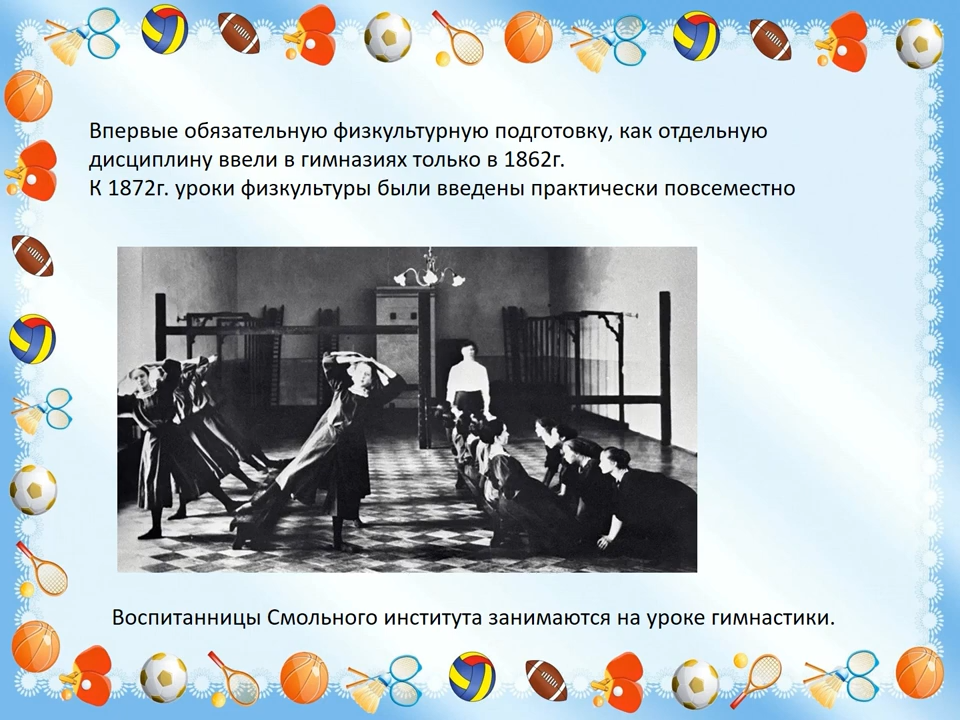 Впервые обязательную физкультурную подготовку, как отдельную
дисциплину ввели в гимназиях только в 1862г.
К 1872г. уроки физкультуры были введены практически повсеместно
Воспитанницы Смольного института занимаются на уроке гимнастики.